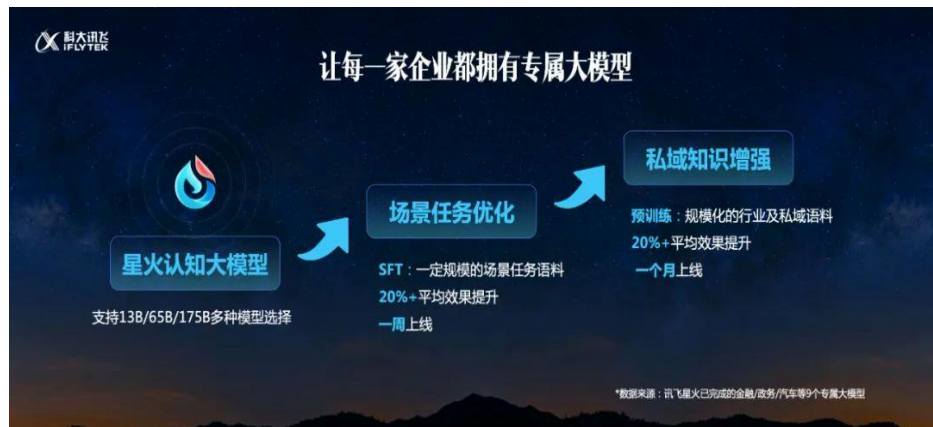 科大讯飞
iFLYTEK
让每一家企业都拥有专属大模型
星火认知大模型
支持13B/65B/175B多种模型选择
场景任务优化
SFT：一定规模的场景任务语料
20%+平均效果提升
一周上线
私域知识增强
预训练：规模化的行业及私域语料
20%+平均效果提升
一个月上线
*数据来源：讯飞星火已完成的金融/政务/汽车等9个专属大模型